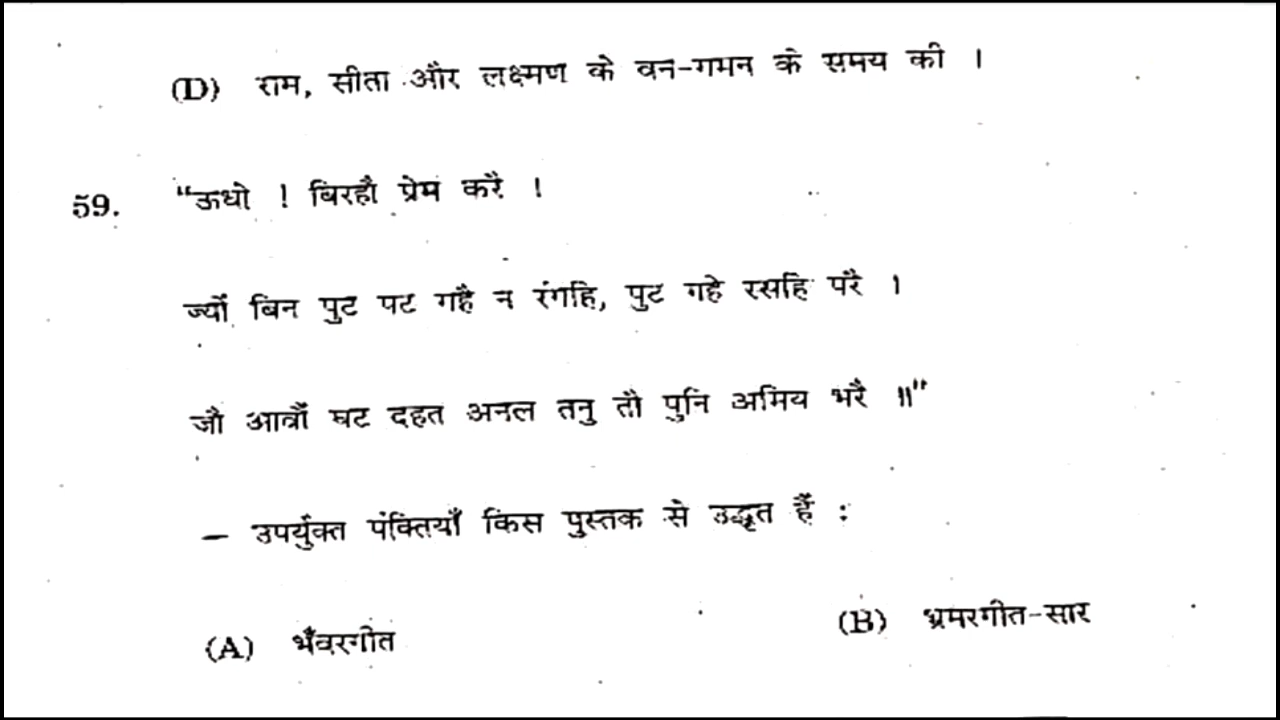 (D) राम, सीता और लक्ष्मण के वन-गमन के समय की ।
59. “ऊधो ! बिरहौ प्रेम करै ।
ज्यों बिन पुट पट गहै न रंगहि, पुट गहे रसहि परै ।
जौ आवौं घट दहत अनल तनु तौ पुनि अमिय भरै ॥”
– उपर्युक्त पंक्तियाँ किस पुस्तक से उद्धृत हैं :
(A) भँवरगीत (B) भ्रमरगीत-सार